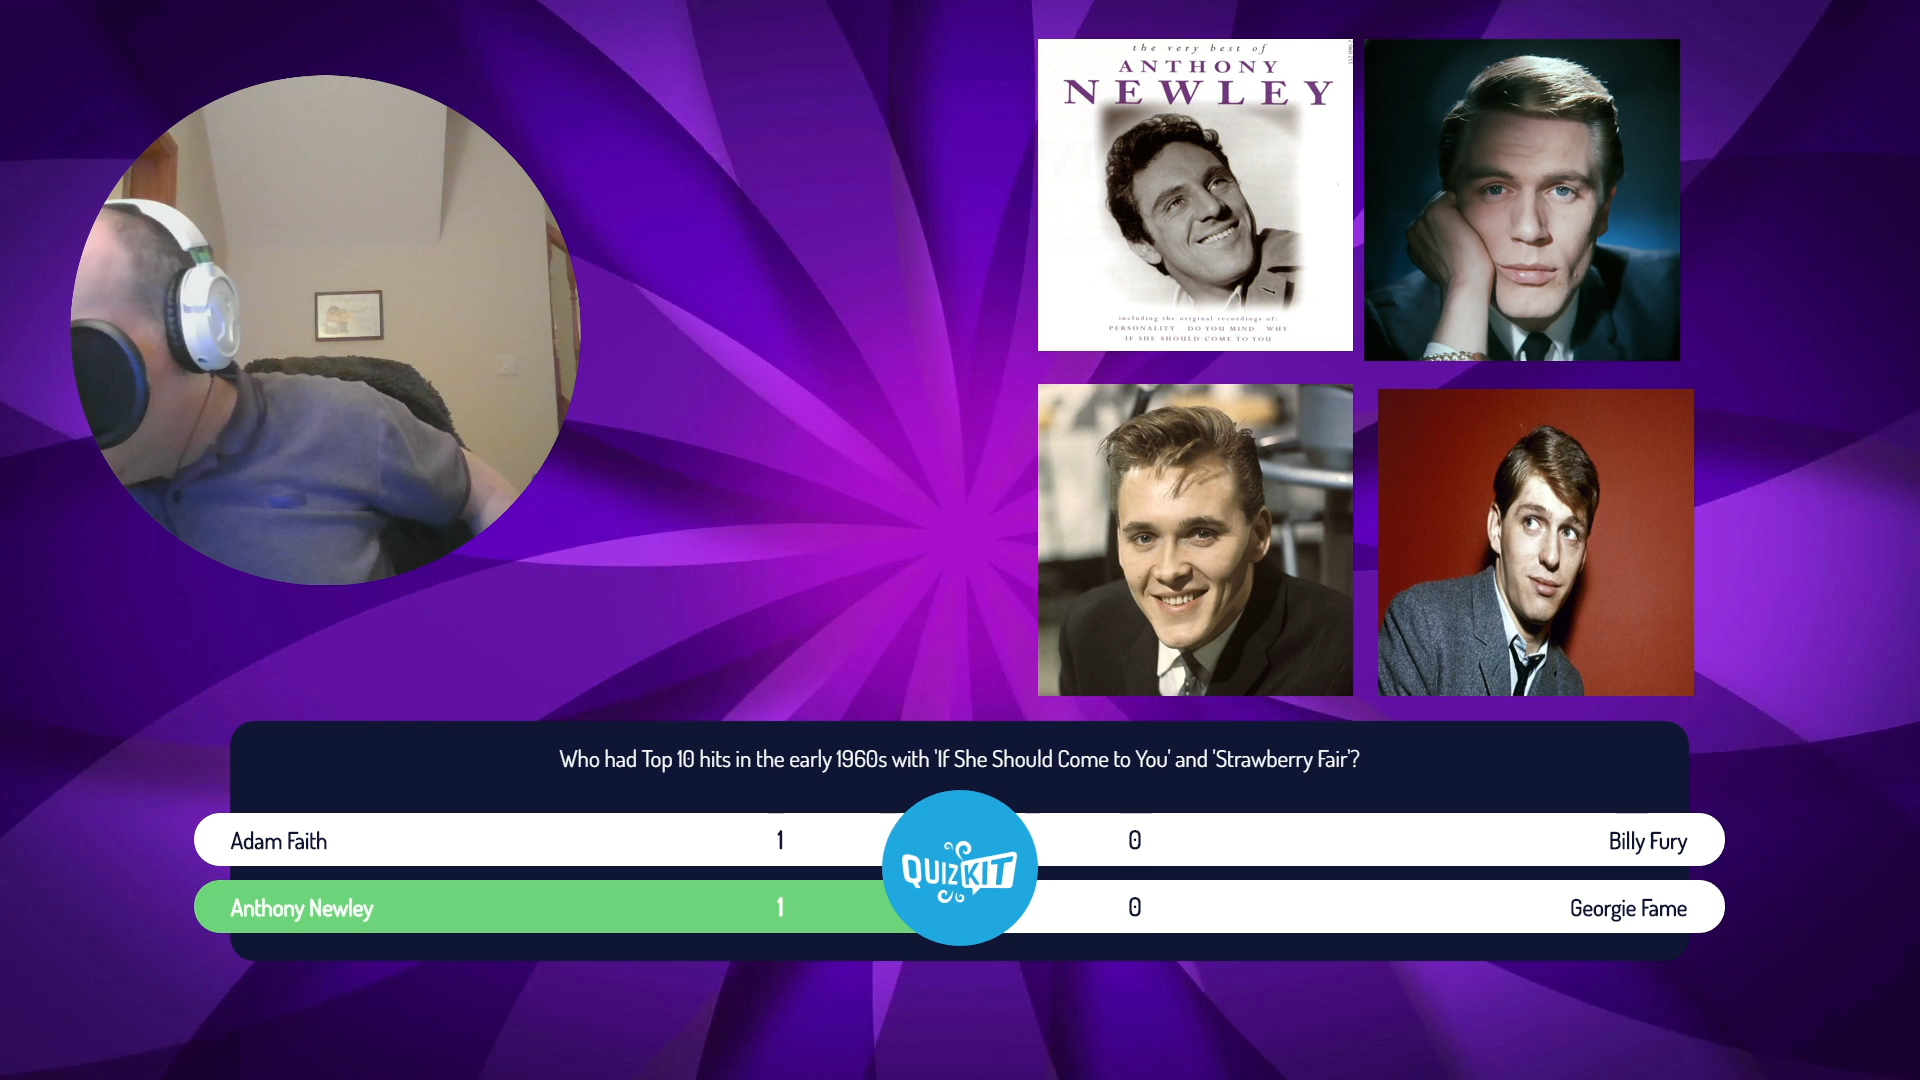 the very best of
ANTHONY
NEWLEY
including the original recordings of:
PERSONALITY DO YOU MIND WHY
IF SHE SHOULD COME TO YOU
Who had Top 10 hits in the early 1960s with 'If She Should Come to You' and 'Strawberry Fair'?
Adam Faith 1
0 Billy Fury
QUIZKIT
Anthony Newley 1
0 Georgie Fame